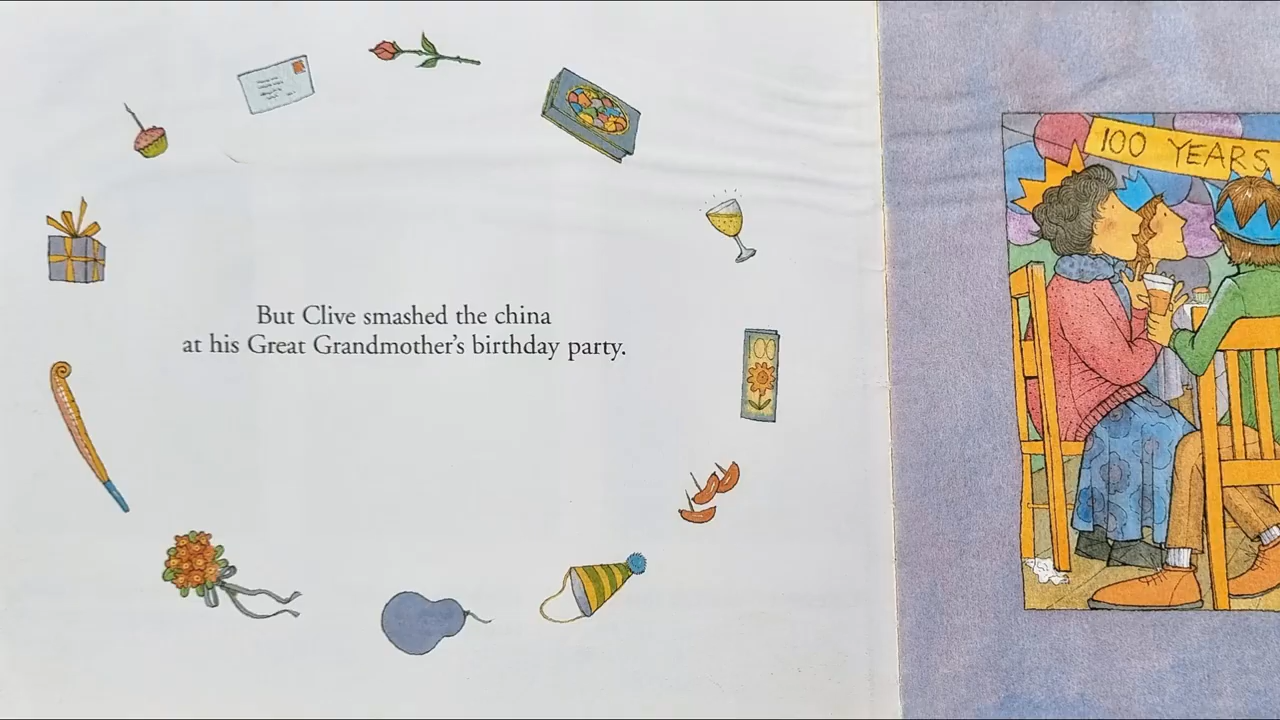 But Clive smashed the china
at his Great Grandmother's birthday party.
100
100 YEARS